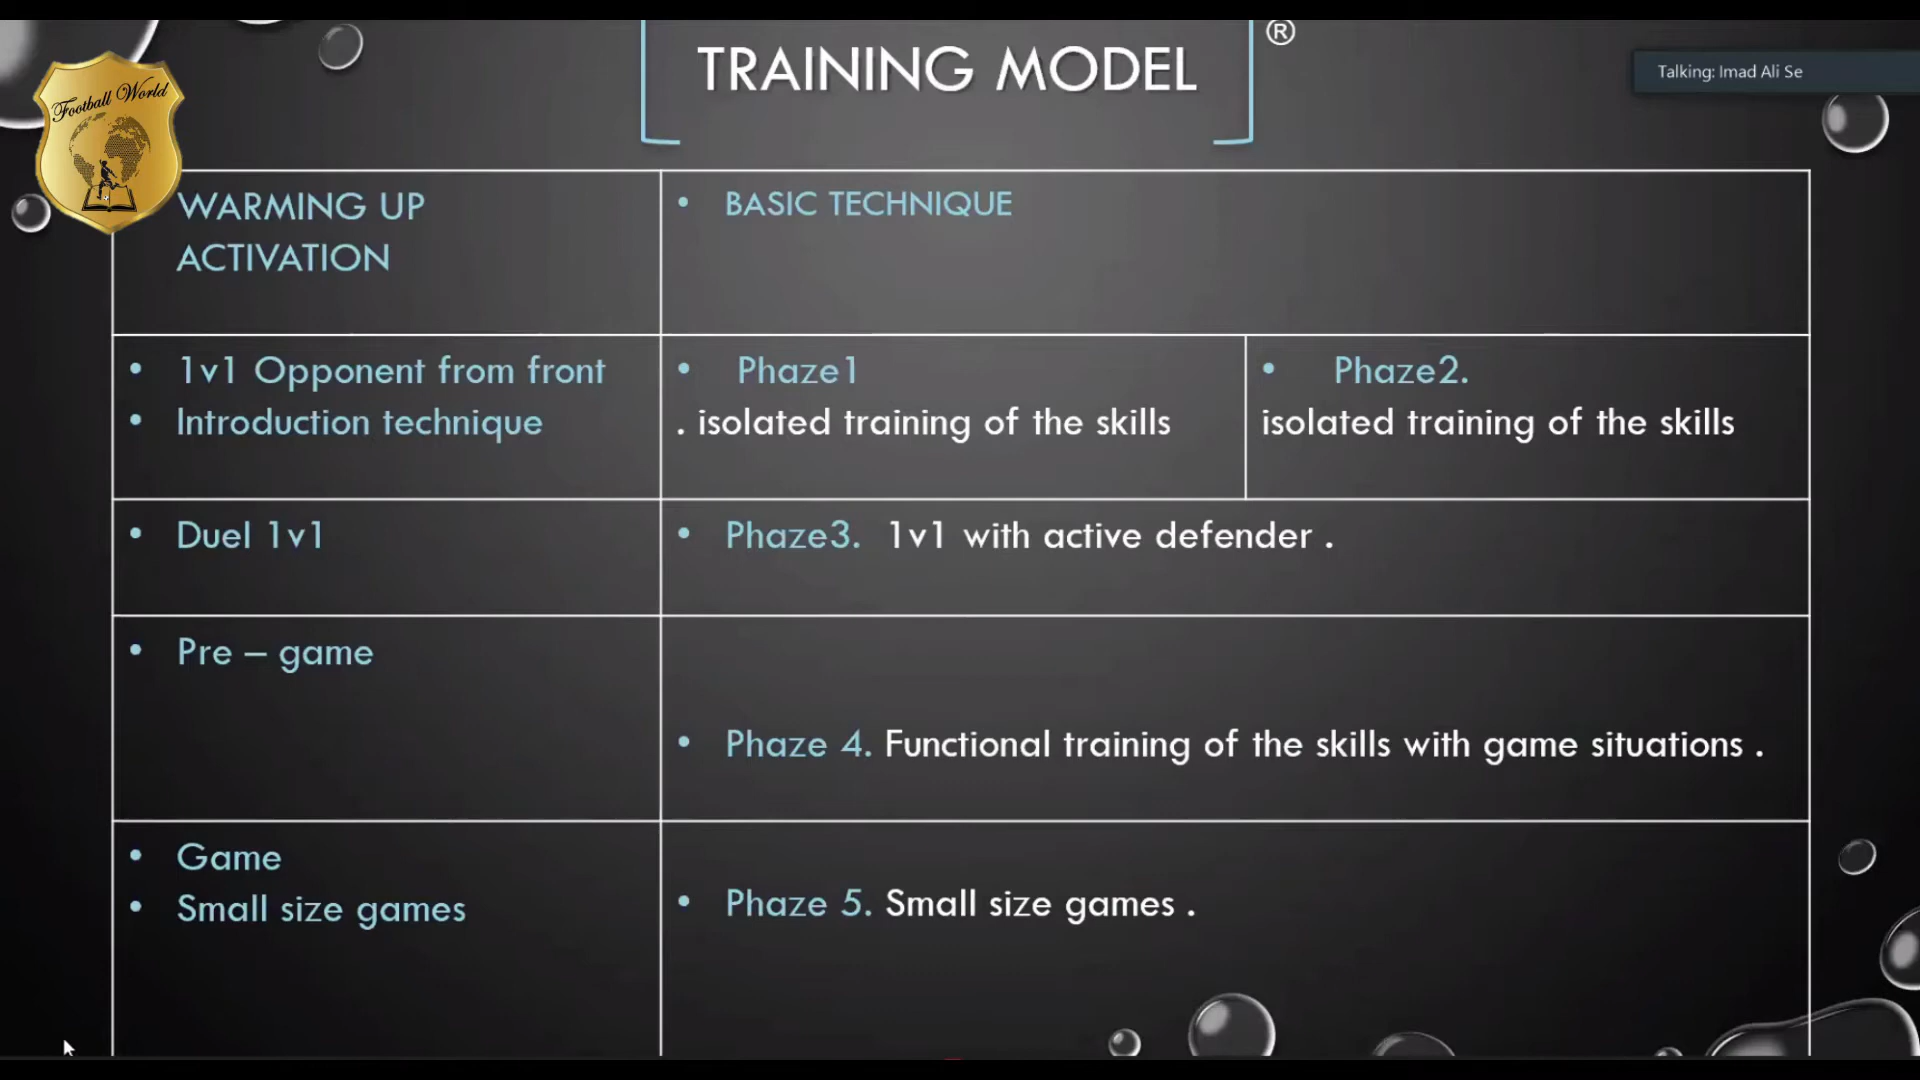 TRAINING MODEL
®
Talking: Imad Ali Se
Football World
WARMING UP
ACTIVATION
• BASIC TECHNIQUE
• 1v1 Opponent from front
• Introduction technique
• Phaze1
. isolated training of the skills
• Phaze2.
isolated training of the skills
• Duel 1v1
• Phaze3. 1v1 with active defender .
• Pre – game
• Phaze 4. Functional training of the skills with game situations .
• Game
• Small size games
• Phaze 5. Small size games .